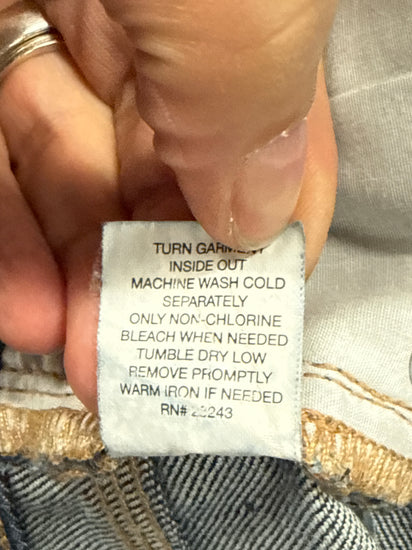 TURN GARMENT
INSIDE OUT
MACHINE WASH COLD
SEPARATELY
ONLY NON-CHLORINE
BLEACH WHEN NEEDED
TUMBLE DRY LOW
REMOVE PROMPTLY
WARM IRON IF NEEDED
RN#